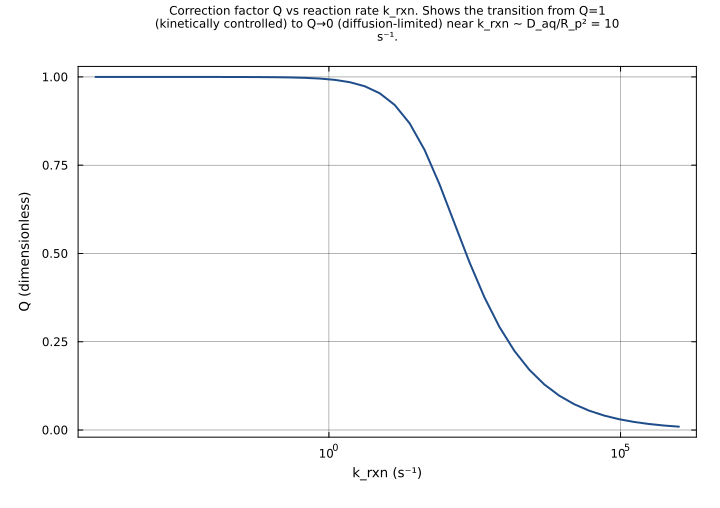 Correction factor Q vs reaction rate k_rxn. Shows the transition from Q=1
(kinetically controlled) to Q→0 (diffusion-limited) near k_rxn ~ D_aq/R_p² = 10
s⁻¹.
1.00
0.75
0.50
0.25
0.00
Q (dimensionless)
10⁰
10⁵
k_rxn (s⁻¹)